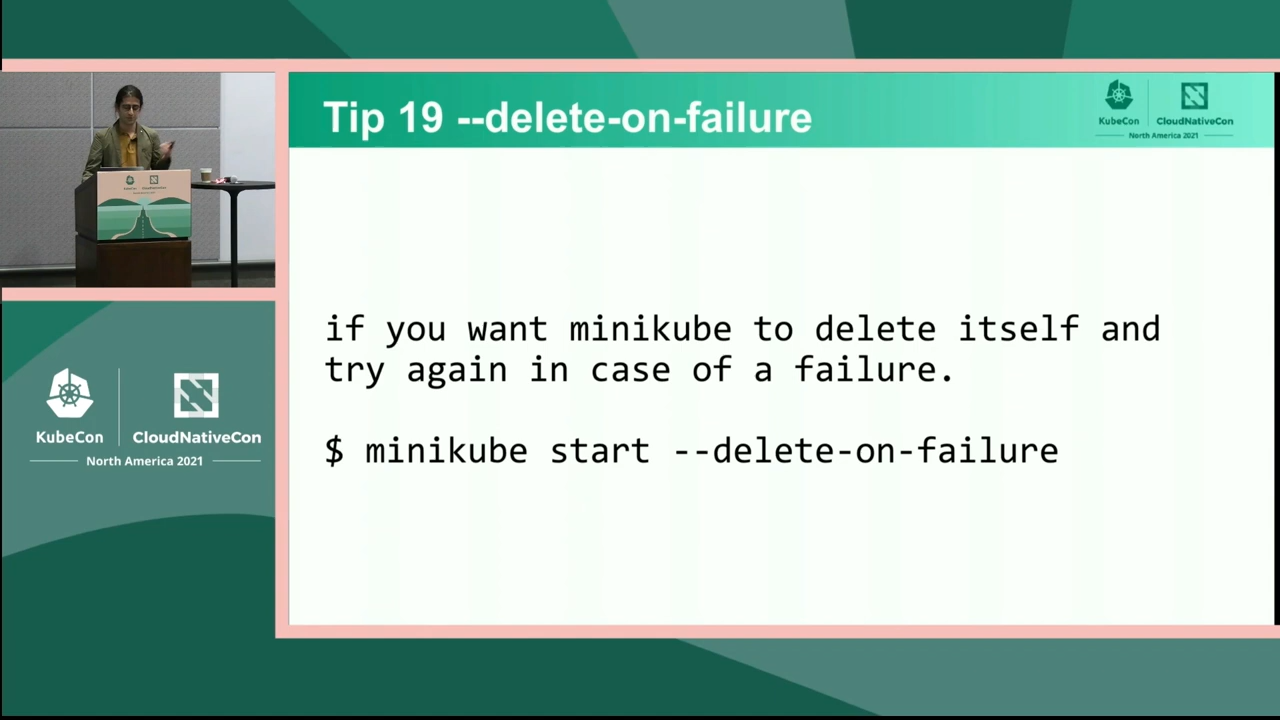 Tip 19 --delete-on-failure
KubeCon
CloudNativeCon
North America 2021
if you want minikube to delete itself and
try again in case of a failure.
$ minikube start --delete-on-failure
KubeCon
CloudNativeCon
North America 2021